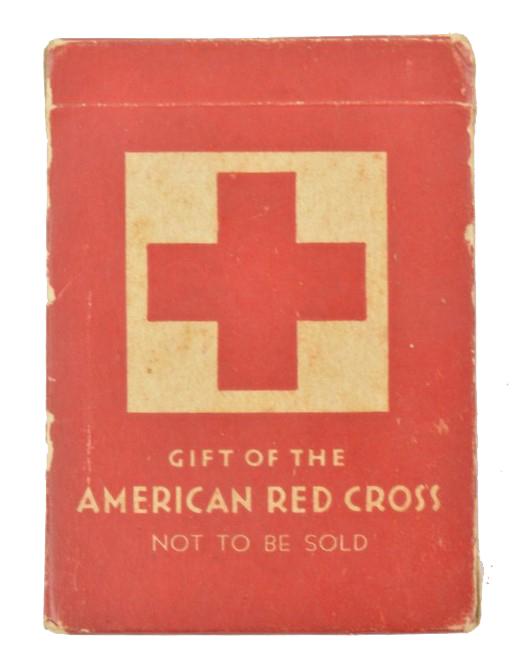 GIFT OF THE
AMERICAN RED CROSS
NOT TO BE SOLD